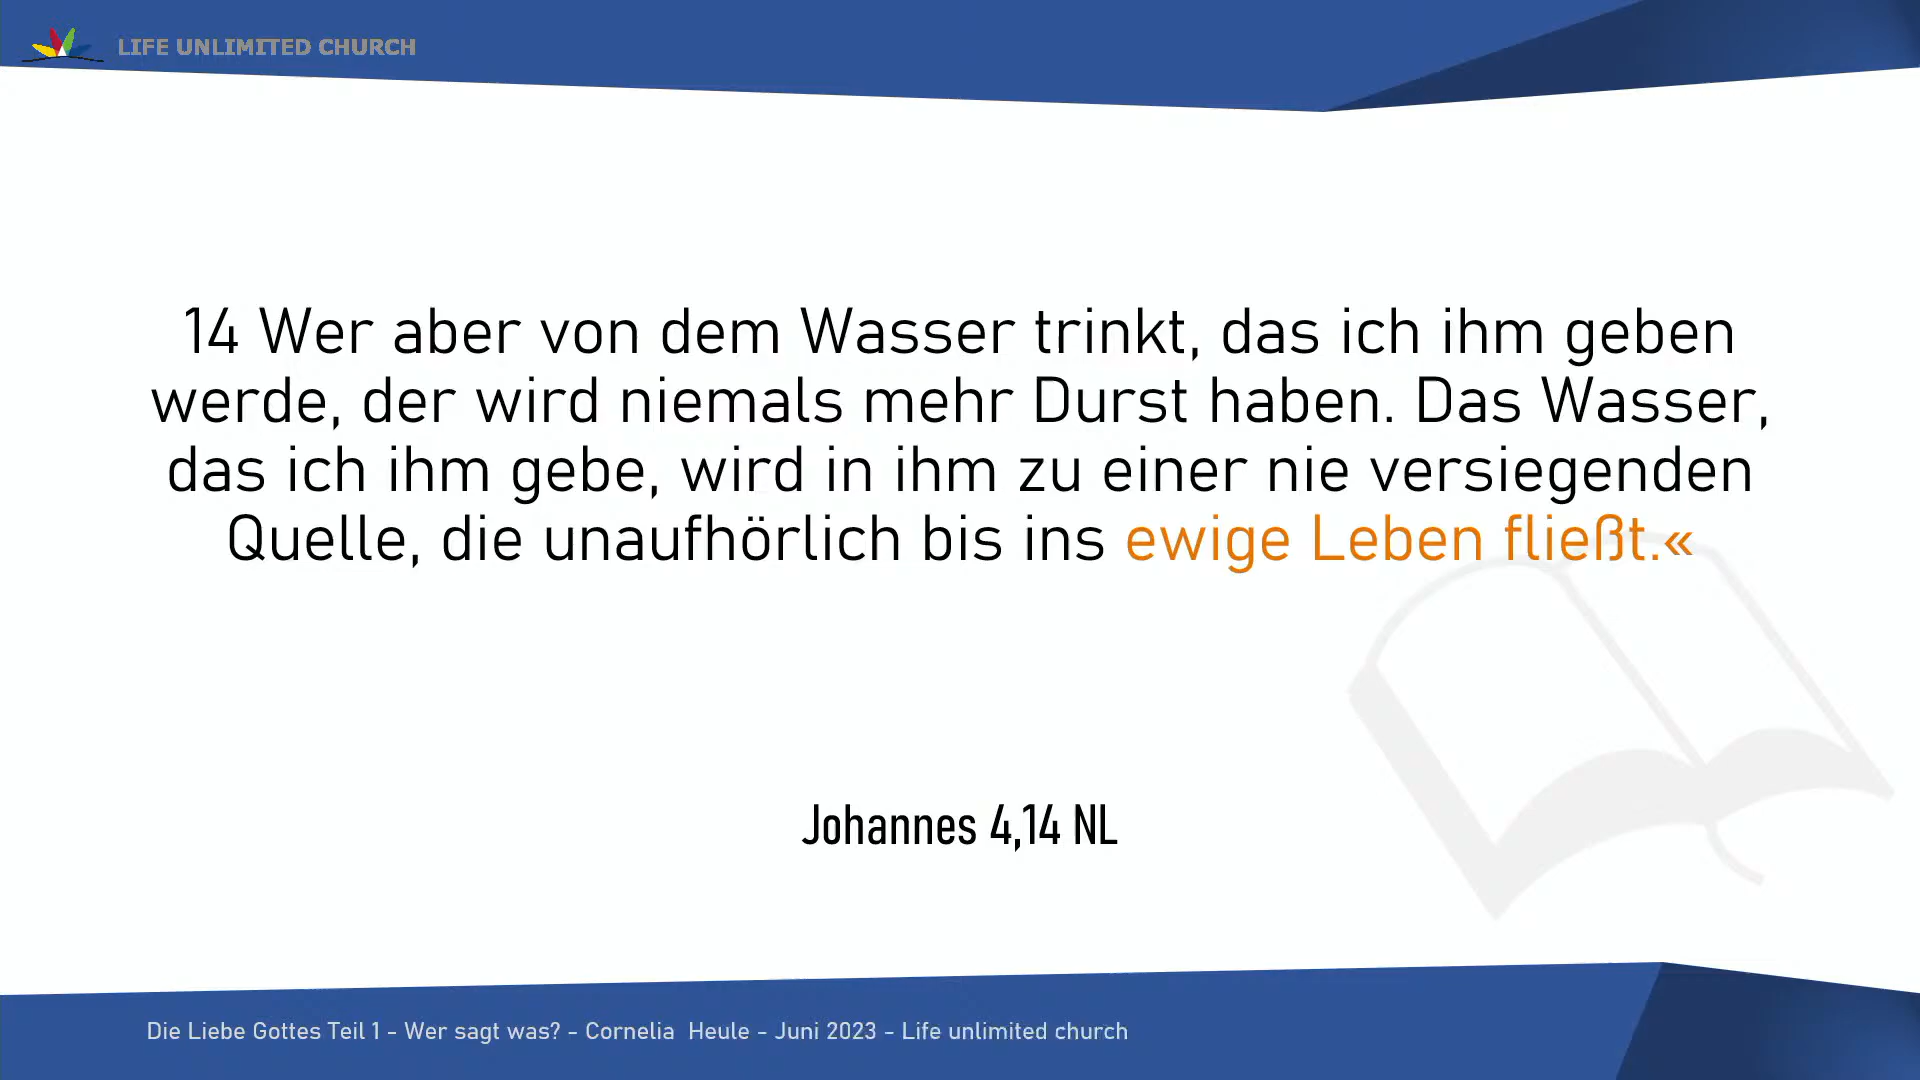 LIFE UNLIMITED CHURCH
14 Wer aber von dem Wasser trinkt, das ich ihm geben
werde, der wird niemals mehr Durst haben. Das Wasser,
das ich ihm gebe, wird in ihm zu einer nie versiegenden
Quelle, die unaufhörlich bis ins ewige Leben fließt.«
Johannes 4,14 NL
Die Liebe Gottes Teil 1 - Wer sagt was? - Cornelia  Heule - Juni 2023 - Life unlimited church